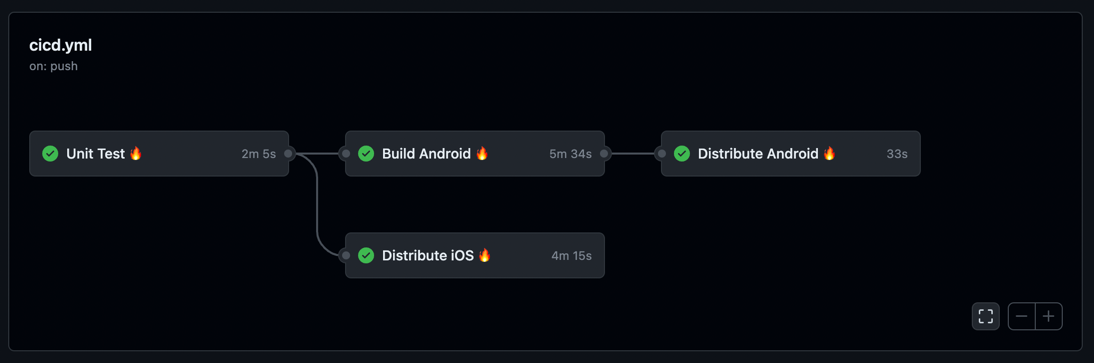 cicd.yml
on: push
Unit Test 🔥 2m 5s
Build Android 🔥 5m 34s
Distribute Android 🔥 33s
Distribute iOS 🔥 4m 15s